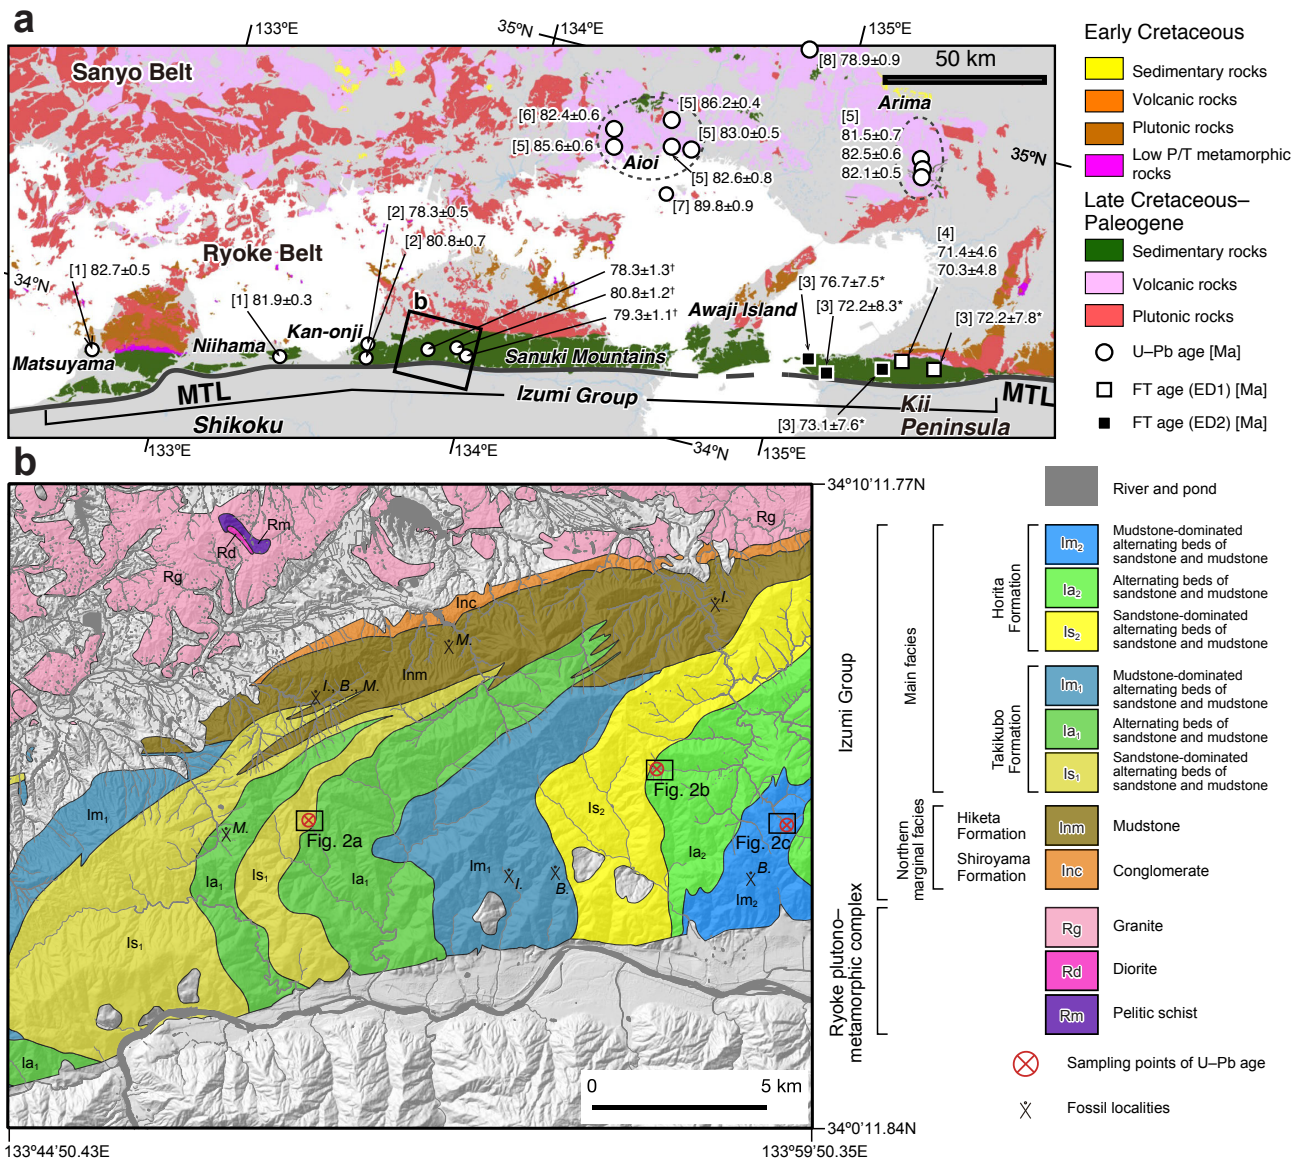 a
133ºE
35ºN
134ºE
135ºE
Sanyo Belt
[8] 78.9±0.9
50 km
Arima
[5] 86.2±0.4
[6] 82.4±0.6
[5] 83.0±0.5
[5] 85.6±0.6
Aioi
[5] 82.6±0.8
[7] 89.8±0.9
[5]
81.5±0.7
82.5±0.6
82.1±0.5
35ºN
[2] 78.3±0.5
[2] 80.8±0.7
Ryoke Belt
34ºN
[1] 82.7±0.5
[1] 81.9±0.3
78.3±1.3†
80.8±1.2†
79.3±1.1†
[4]
71.4±4.6
70.3±4.8
[3] 76.7±7.5*
[3] 72.2±8.3*
[3] 72.2±7.8*
b
Kan-onji
Niihama
Matsuyama
Awaji Island
Sanuki Mountains
MTL
Izumi Group
MTL
Shikoku
Kii
Peninsula
[3] 73.1±7.6*
133ºE
134ºE
34ºN
135ºE
Early Cretaceous
Sedimentary rocks
Volcanic rocks
Plutonic rocks
Low P/T metamorphic
rocks
Late Cretaceous–
Paleogene
Sedimentary rocks
Volcanic rocks
Plutonic rocks
U–Pb age [Ma]
FT age (ED1) [Ma]
FT age (ED2) [Ma]
b
34º10'11.77N
Rm
Rd
Rg
Rg
Inc
I.
M.
Inm
I., B., M.
Im1
M.
Fig. 2a
Is2
Fig. 2b
Fig. 2c
Ia1
Is1
Ia1
Im1
I.
B.
Ia2
B.
Im2
Is1
Ia1
0
5 km
34º0'11.84N
133º44'50.43E
133º59'50.35E
River and pond
Izumi Group
Main facies
Horita
Formation
Im2
Mudstone-dominated
alternating beds of
sandstone and mudstone
Ia2
Alternating beds of
sandstone and mudstone
Is2
Sandstone-dominated
alternating beds of
sandstone and mudstone
Takikubo
Formation
Im1
Mudstone-dominated
alternating beds of
sandstone and mudstone
Ia1
Alternating beds of
sandstone and mudstone
Is1
Sandstone-dominated
alternating beds of
sandstone and mudstone
Northern
marginal facies
Hiketa
Formation
Inm
Mudstone
Shiroyama
Formation
Inc
Conglomerate
Ryoke plutono–
metamorphic complex
Rg
Granite
Rd
Diorite
Rm
Pelitic schist
Sampling points of U–Pb age
Fossil localities